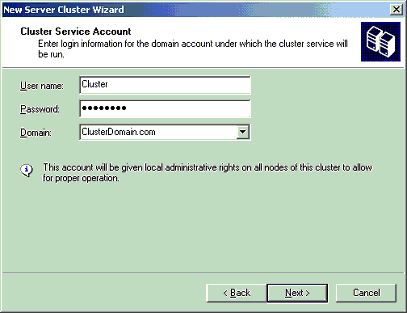 New Server Cluster Wizard
Cluster Service Account
Enter login information for the domain account under which the cluster service will
be run.
User name: Cluster
Password: ●●●●●●●●
Domain: ClusterDomain.com
This account will be given local administrative rights on all nodes of this cluster to allow
for proper operation.
< Back Next > Cancel